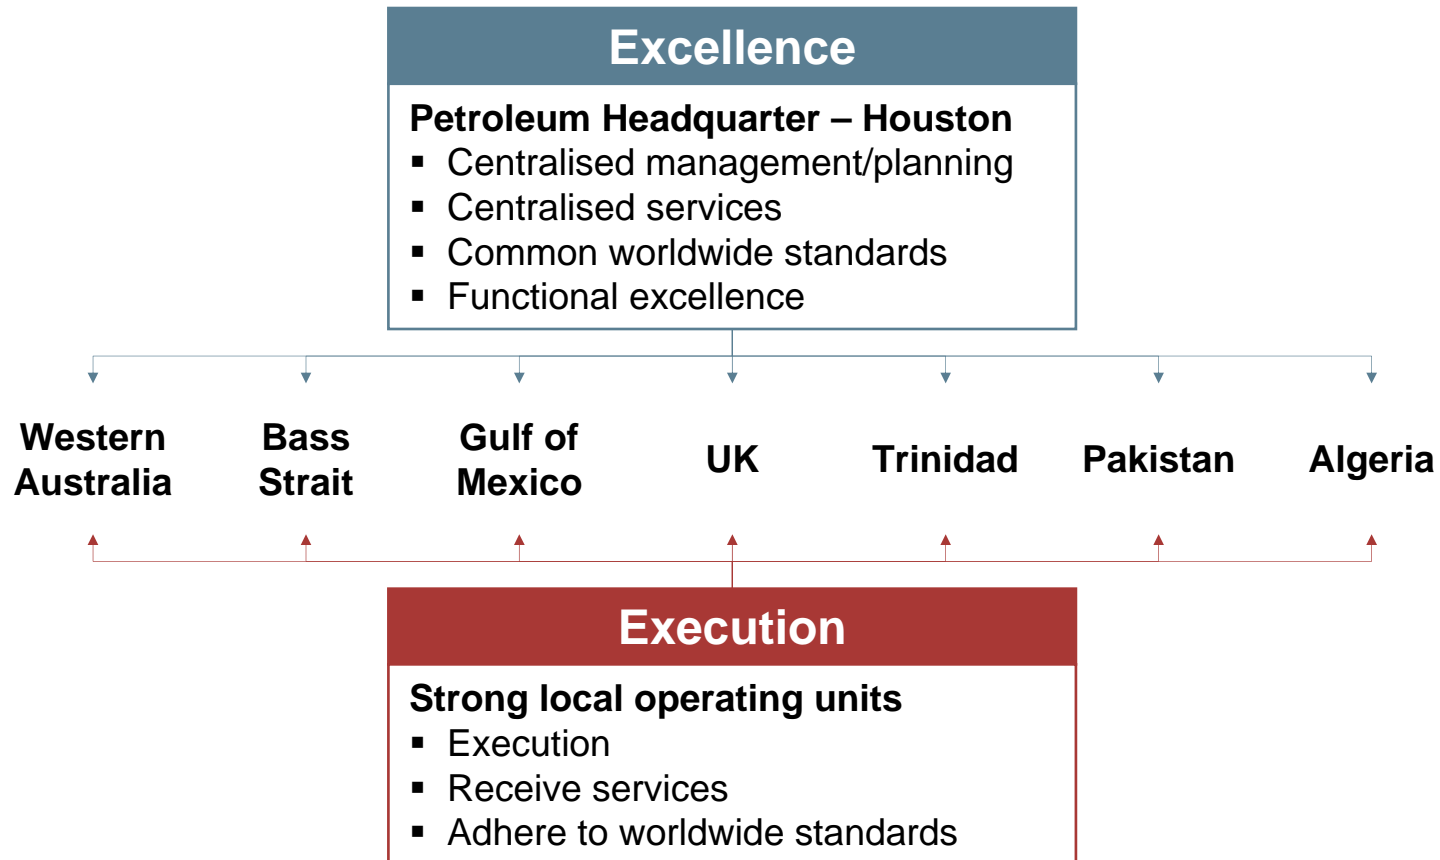 Excellence
Petroleum Headquarter – Houston
▪ Centralised management/planning
▪ Centralised services
▪ Common worldwide standards
▪ Functional excellence
Western
Australia
Bass
Strait
Gulf of
Mexico
UK
Trinidad
Pakistan
Algeria
Execution
Strong local operating units
▪ Execution
▪ Receive services
▪ Adhere to worldwide standards